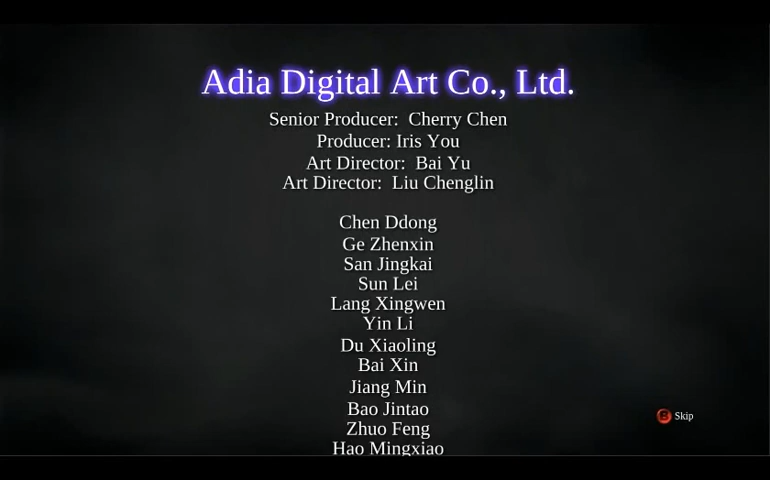 Adia Digital Art Co., Ltd.
Senior Producer:  Cherry Chen
Producer: Iris You
Art Director:  Bai Yu
Art Director:  Liu Chenglin
Chen Ddong
Ge Zhenxin
San Jingkai
Sun Lei
Lang Xingwen
Yin Li
Du Xiaoling
Bai Xin
Jiang Min
Bao Jintao
Zhuo Feng
Hao Mingxiao
B Skip